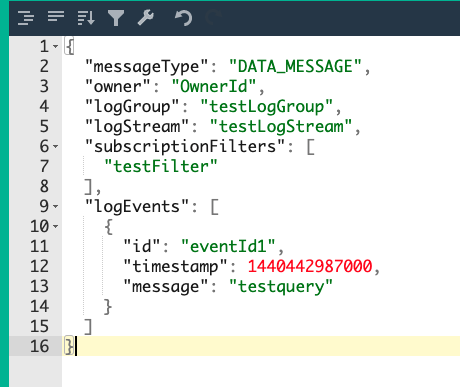 1 {
2 "messageType": "DATA_MESSAGE",
3 "owner": "OwnerId",
4 "logGroup": "testLogGroup",
5 "logStream": "testLogStream",
6 "subscriptionFilters": [
7 "testFilter"
8 ],
9 "logEvents": [
10 {
11 "id": "eventId1",
12 "timestamp": 1440442987000,
13 "message": "testquery"
14 }
15 ]
16 }